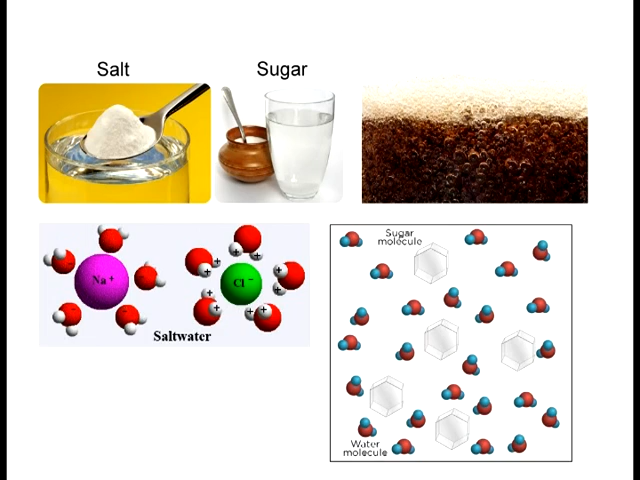 Salt
Sugar
Na +
Cl −
Saltwater
Sugar
molecule
Water
molecule